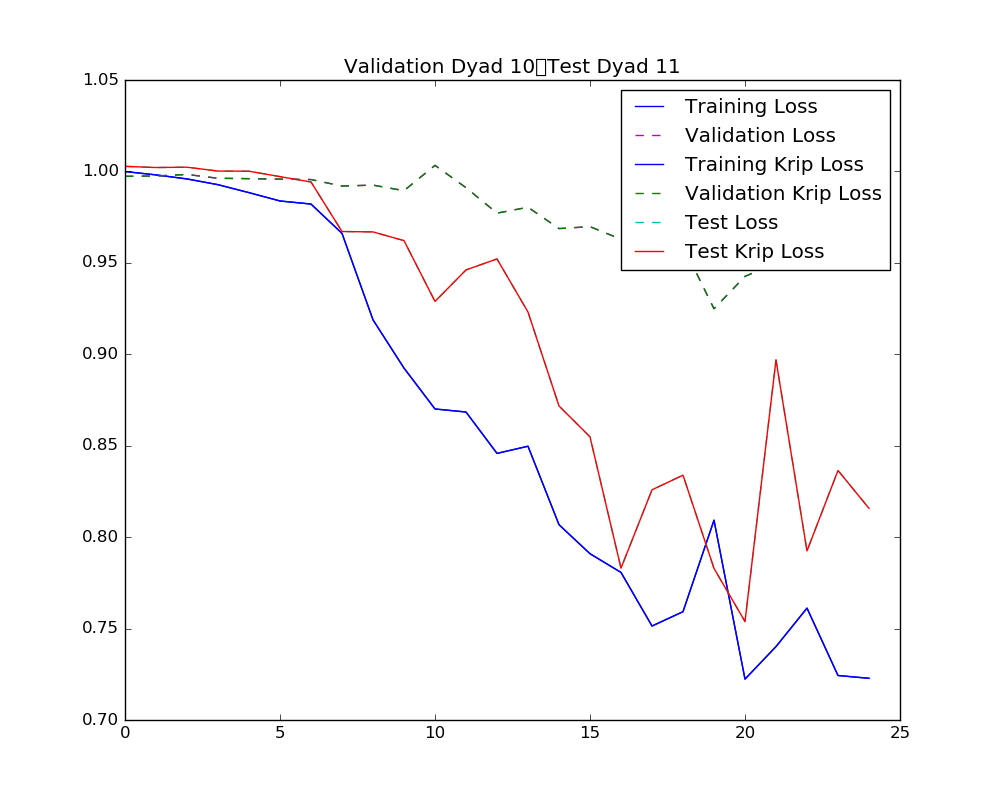 Validation Dyad 10▯Test Dyad 11
1.05
1.00
0.95
0.90
0.85
0.80
0.75
0.70
0
5
10
15
20
25
Training Loss
Validation Loss
Training Krip Loss
Validation Krip Loss
Test Loss
Test Krip Loss